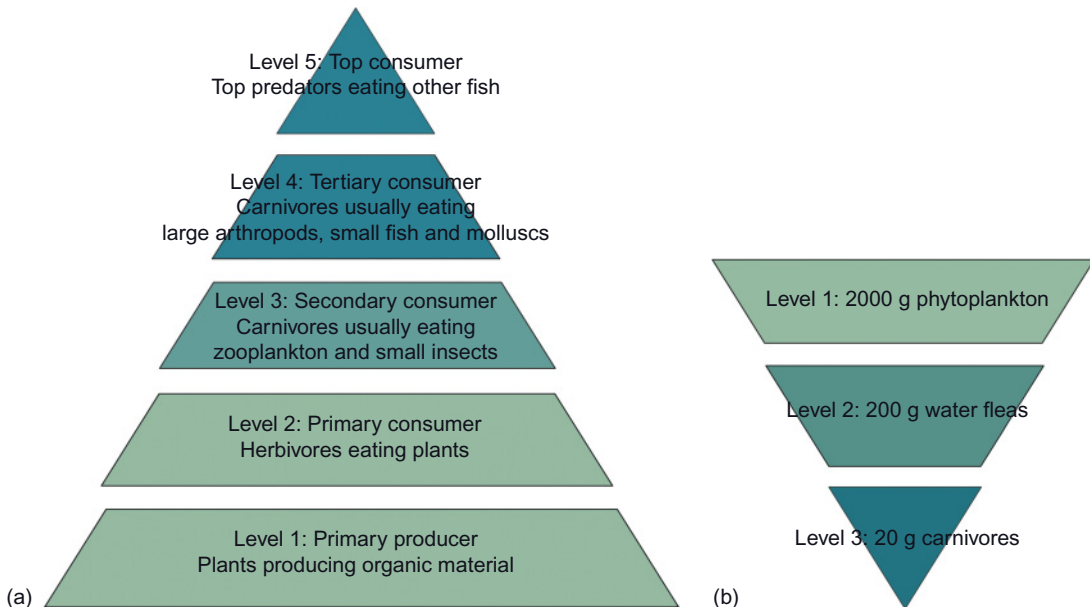 Level 5: Top consumer
Top predators eating other fish
Level 4: Tertiary consumer
Carnivores usually eating
large arthropods, small fish and molluscs
Level 3: Secondary consumer
Carnivores usually eating
zooplankton and small insects
Level 2: Primary consumer
Herbivores eating plants
Level 1: Primary producer
Plants producing organic material
(a)
Level 1: 2000 g phytoplankton
Level 2: 200 g water fleas
Level 3: 20 g carnivores
(b)